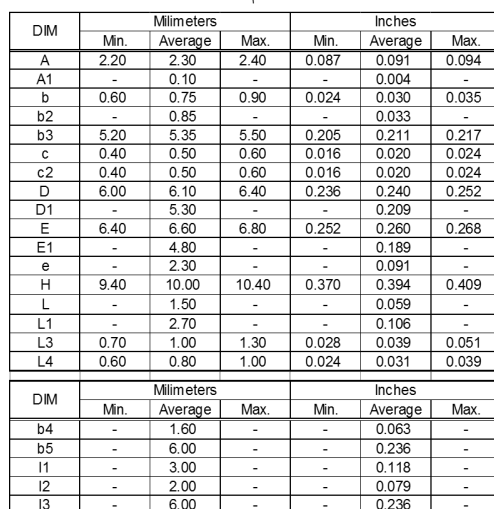 DIM Milimeters Inches
Min. Average Max. Min. Average Max.
A 2.20 2.30 2.40 0.087 0.091 0.094
A1 - 0.10 - - 0.004 -
b 0.60 0.75 0.90 0.024 0.030 0.035
b2 - 0.85 - - 0.033 -
b3 5.20 5.35 5.50 0.205 0.211 0.217
c 0.40 0.50 0.60 0.016 0.020 0.024
c2 0.40 0.50 0.60 0.016 0.020 0.024
D 6.00 6.10 6.40 0.236 0.240 0.252
D1 - 5.30 - - 0.209 -
E 6.40 6.60 6.80 0.252 0.260 0.268
E1 - 4.80 - - 0.189 -
e - 2.30 - - 0.091 -
H 9.40 10.00 10.40 0.370 0.394 0.409
L - 1.50 - - 0.059 -
L1 - 2.70 - - 0.106 -
L3 0.70 1.00 1.30 0.028 0.039 0.051
L4 0.60 0.80 1.00 0.024 0.031 0.039
DIM Milimeters Inches
Min. Average Max. Min. Average Max.
b4 - 1.60 - - 0.063 -
b5 - 6.00 - - 0.236 -
l1 - 3.00 - - 0.118 -
l2 - 2.00 - - 0.079 -
l3 - 6.00 - - 0.236 -